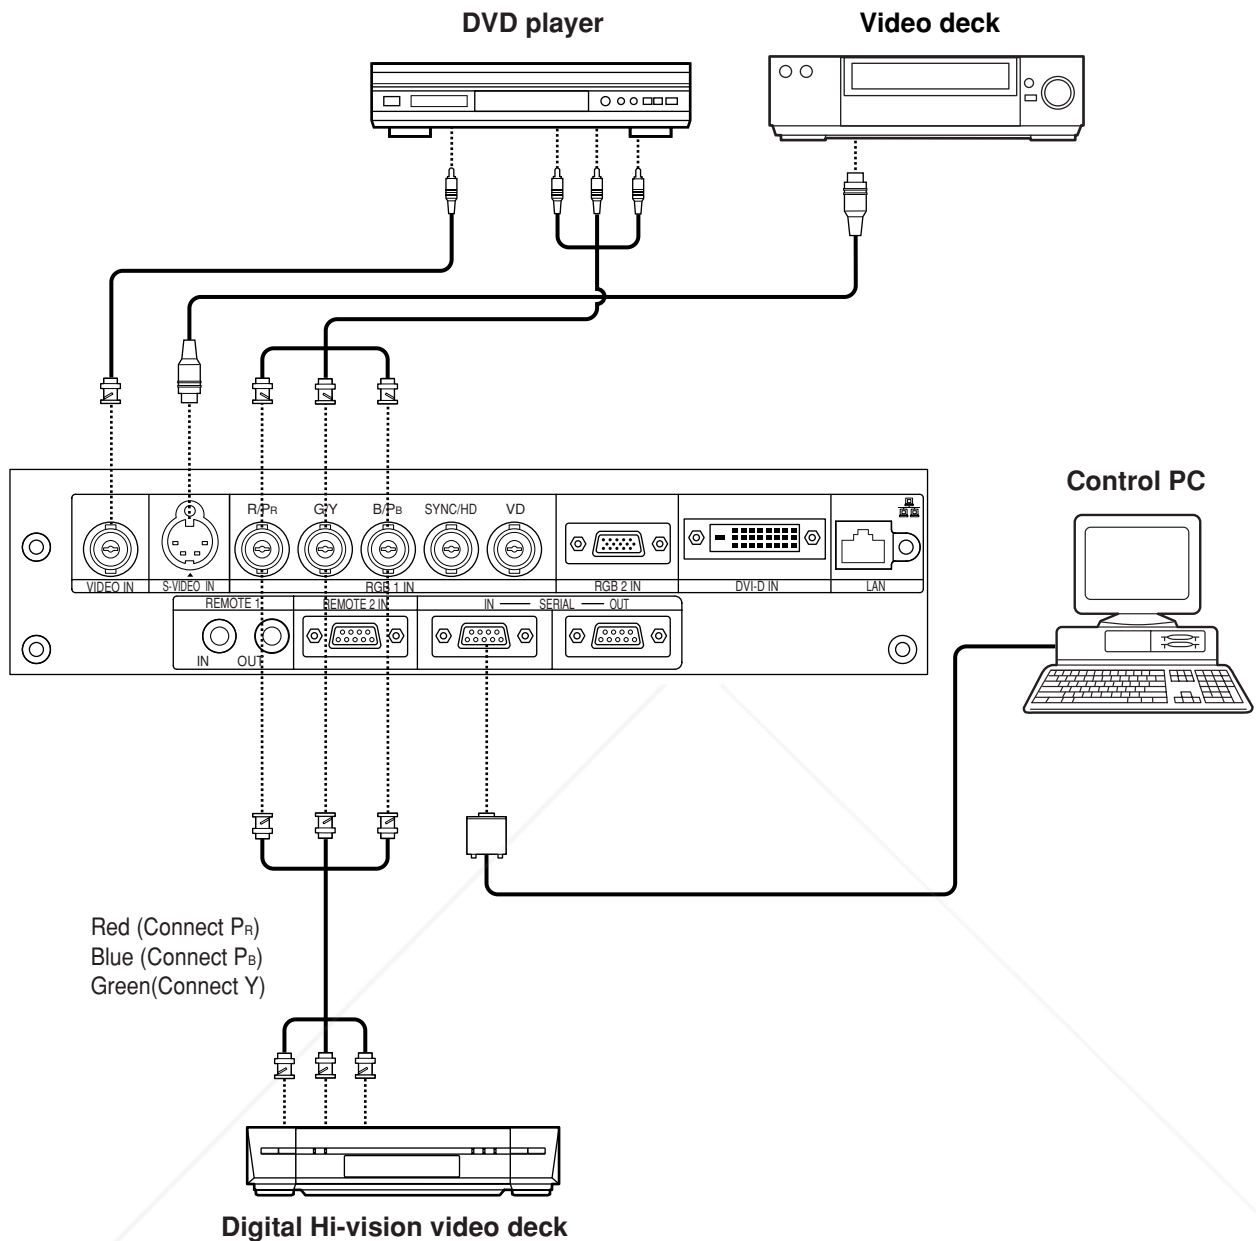 DVD player
Video deck
Control PC
R/PR
G/Y
B/PB
SYNC/HD
VD
VIDEO IN
S-VIDEO IN
RGB 1 IN
RGB 2 IN
DVI-D IN
LAN
REMOTE 1
REMOTE 2 IN
IN
SERIAL
OUT
IN
OUT
Red (Connect PR)
Blue (Connect PB)
Green(Connect Y)
Digital Hi-vision video deck